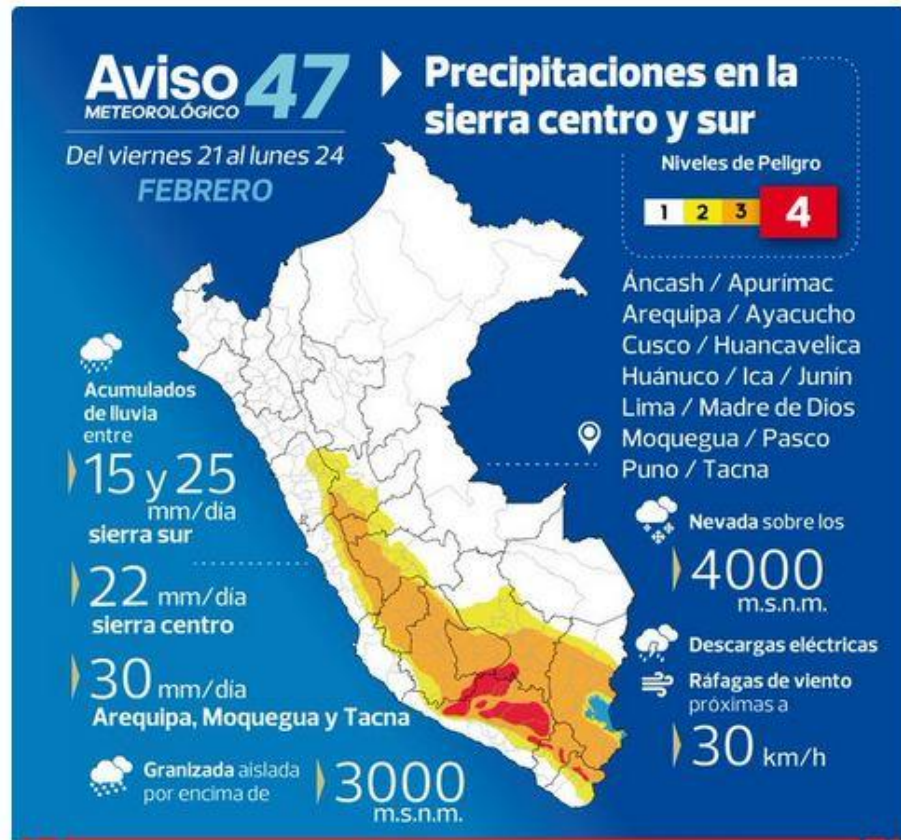 Aviso 47
METEOROLÓGICO
Del viernes 21 al lunes 24
FEBRERO
Precipitaciones en la
sierra centro y sur
Niveles de Peligro
1 2 3 4
Áncash / Apurímac
Arequipa / Ayacucho
Cusco / Huancavelica
Huánuco / Ica / Junín
Lima / Madre de Dios
Moquegua / Pasco
Puno / Tacna
Acumulados
de lluvia
entre
15 y 25
mm/día
sierra sur
22 mm/día
sierra centro
30 mm/día
Arequipa, Moquegua y Tacna
Granizada aislada
por encima de
3000
m.s.n.m.
Nevada sobre los
4000
m.s.n.m.
Descargas eléctricas
Ráfagas de viento
próximas a
30 km/h